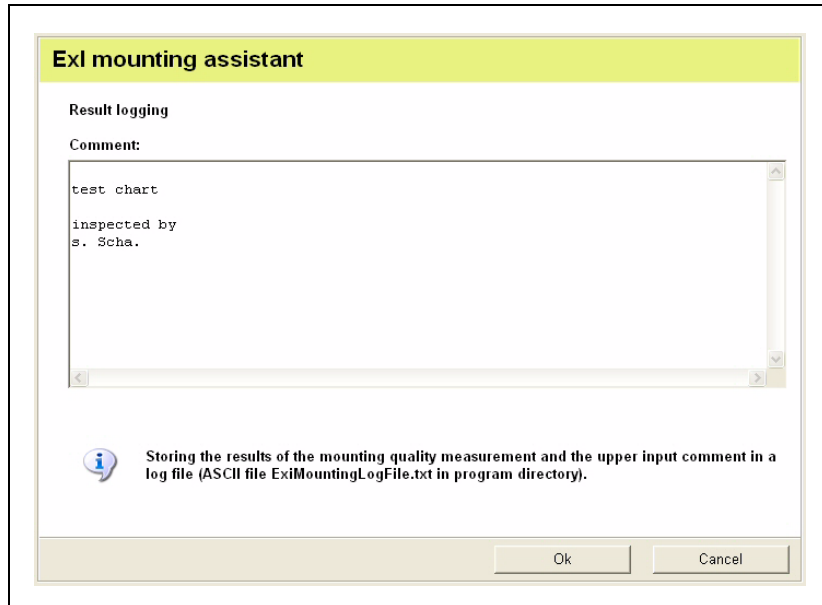 ExI mounting assistant
Result logging
Comment:
test chart
inspected by
s. Scha.
Storing the results of the mounting quality measurement and the upper input comment in a
log file (ASCII file ExiMountingLogFile.txt in program directory).
Ok
Cancel